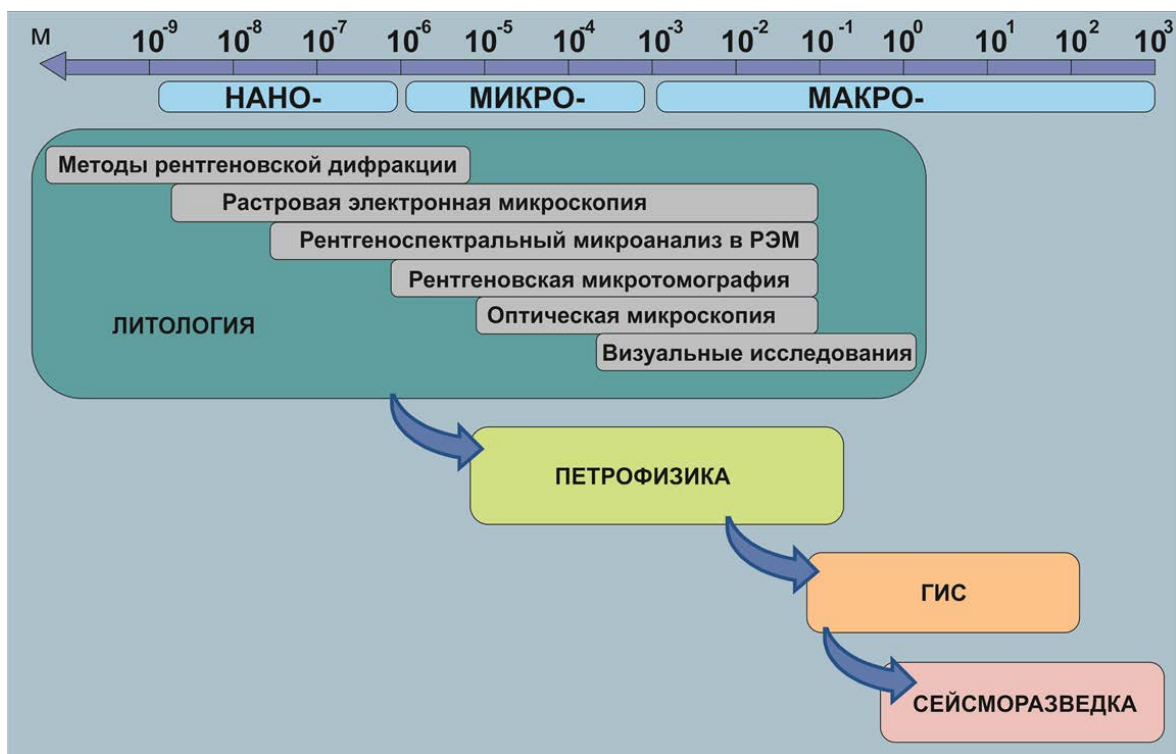 М 10⁻⁹ 10⁻⁸ 10⁻⁷ 10⁻⁶ 10⁻⁵ 10⁻⁴ 10⁻³ 10⁻² 10⁻¹ 10⁰ 10¹ 10² 10³
НАНО- МИКРО- МАКРО-
Методы рентгеновской дифракции
Растровая электронная микроскопия
Рентгеноспектральный микроанализ в РЭМ
Рентгеновская микротомография
Оптическая микроскопия
ЛИТОЛОГИЯ
Визуальные исследования
ПЕТРОФИЗИКА
ГИС
СЕЙСМОРАЗВЕДКА